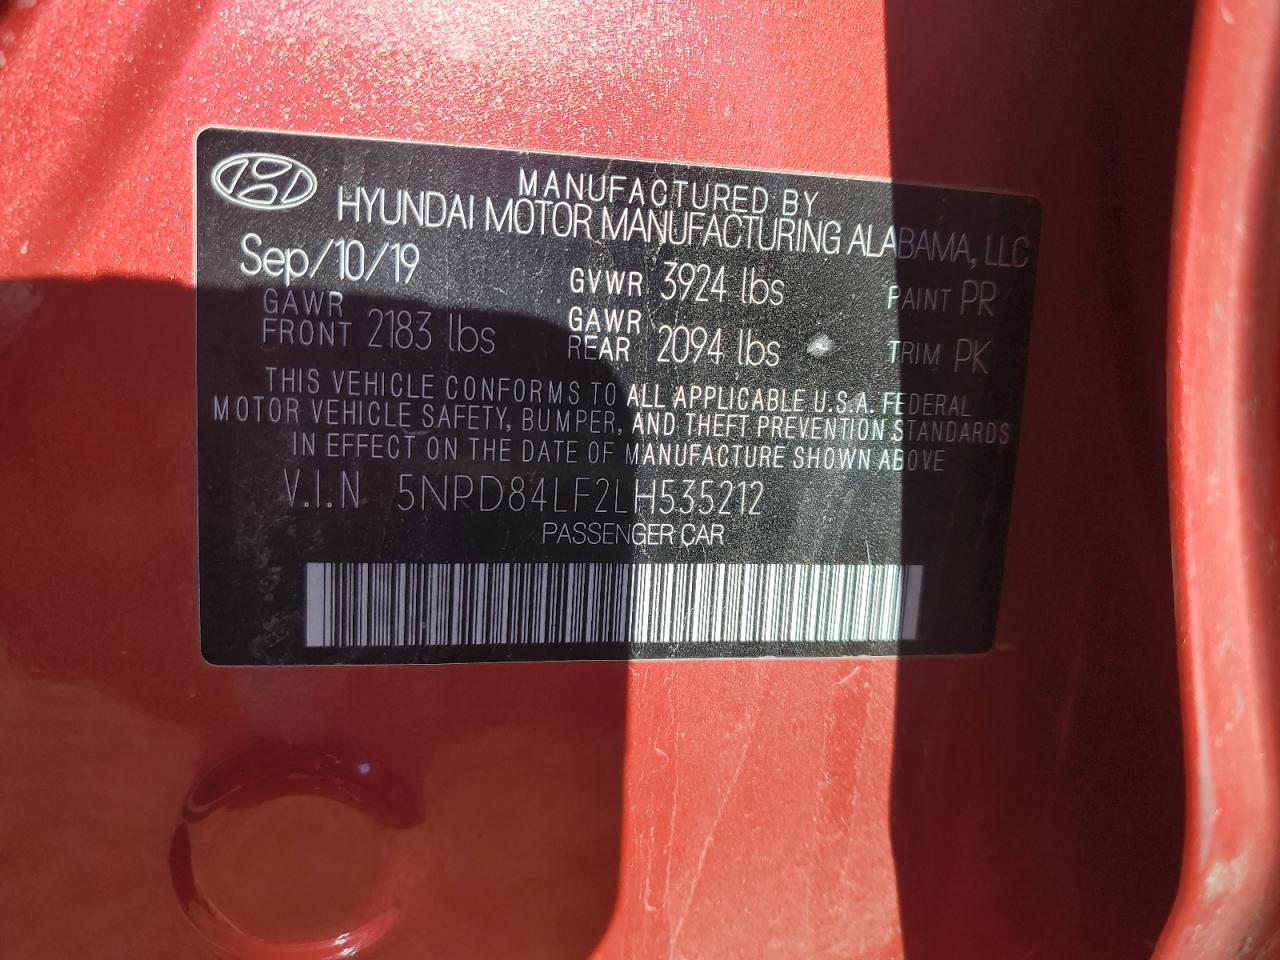 MANUFACTURED BY
HYUNDAI MOTOR MANUFACTURING ALABAMA, LLC
Sep/10/19 GVWR 3924 lbs PAINT PR
GAWR FRONT 2183 lbs GAWR REAR 2094 lbs TRIM PK
THIS VEHICLE CONFORMS TO ALL APPLICABLE U.S.A. FEDERAL
MOTOR VEHICLE SAFETY, BUMPER, AND THEFT PREVENTION STANDARDS
IN EFFECT ON THE DATE OF MANUFACTURE SHOWN ABOVE
V.I.N 5NPD84LF2LH535212
PASSENGER CAR